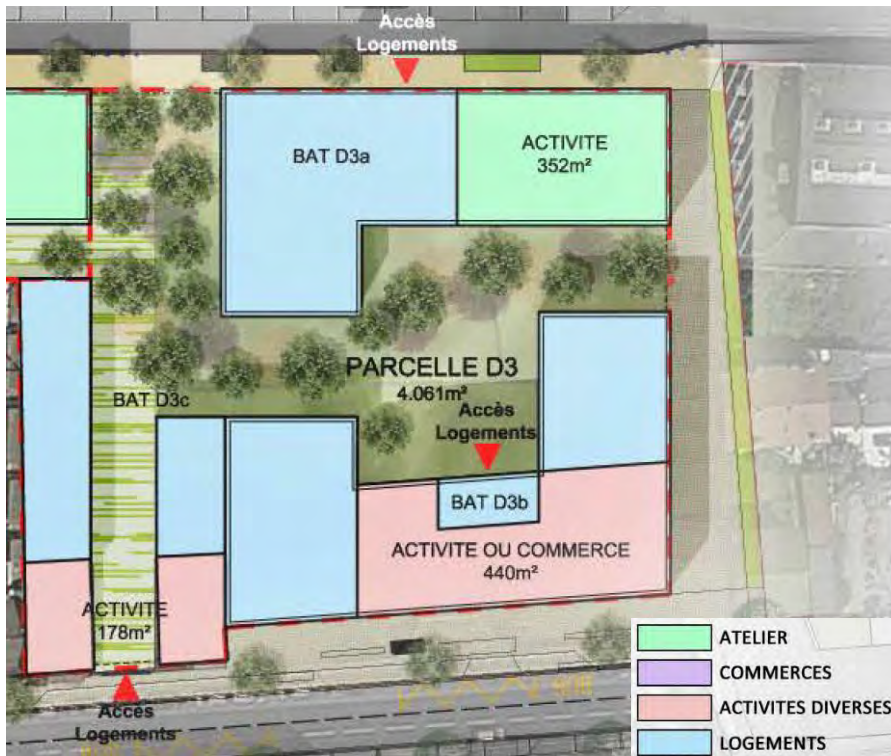 Accès
Logements
BAT D3a
ACTIVITE
352m²
PARCELLE D3
4.061m²
BAT D3c
Accès
Logements
BAT D3b
ACTIVITE OU COMMERCE
440m²
ACTIVITE
178m²
Accès
Logements
ATELIER
COMMERCES
ACTIVITES DIVERSES
LOGEMENTS